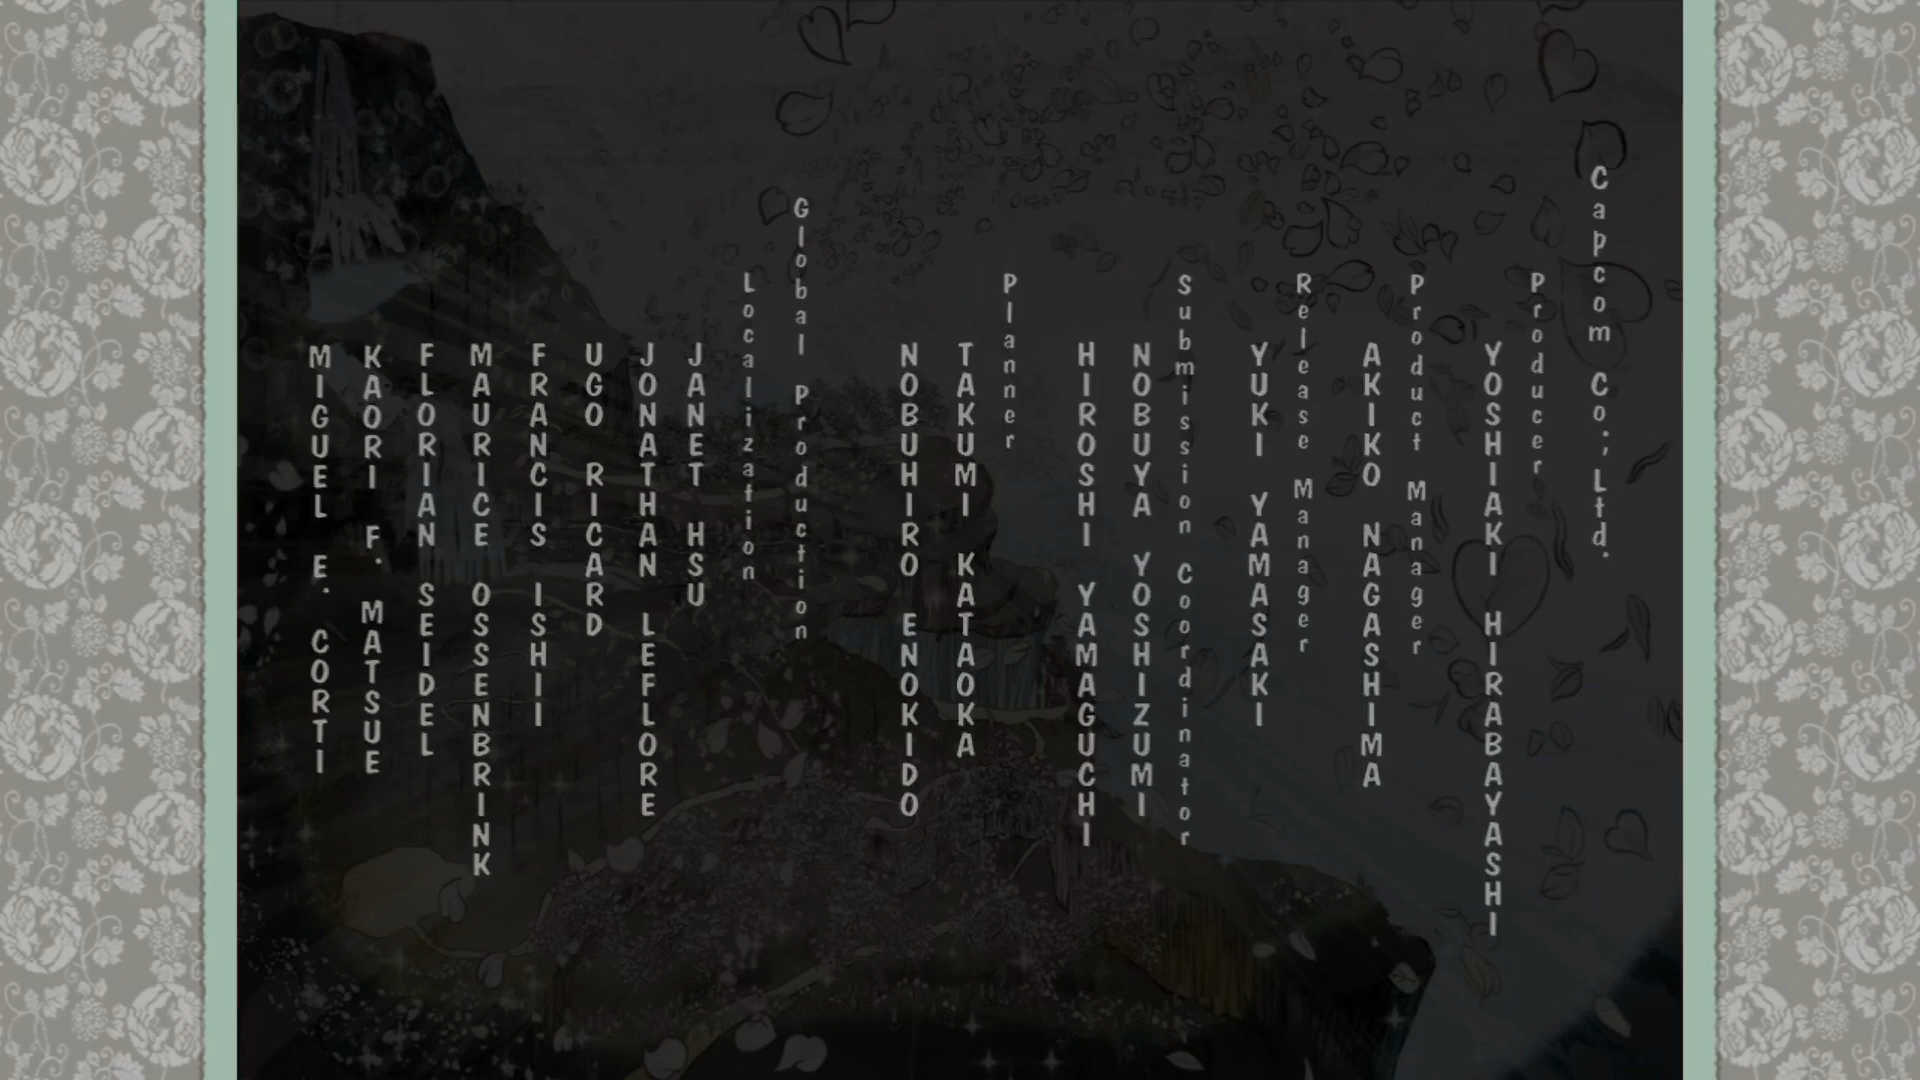 Capcom Co.,Ltd.
Producer
YOSHIAKI HIRABAYASHI
Product Manager
AKIKO NAGASHIMA
Release Manager
YUKI YAMASAKI
Submission Coordinator
NOBUYA YOSHIZUMI
HIROSHI YAMAGUCHI
Planner
TAKUMI KATAOKA
NOBUHIRO ENOKIDO
Global Production
Localization
JANET HSU
JONATHAN LEFLORE
UGO RICARD
FRANCIS ISHII
MAURICE OSSENBRINK
FLORIAN SEIDEL
KAORI F. MATSUE
MIGUEL E. CORTI